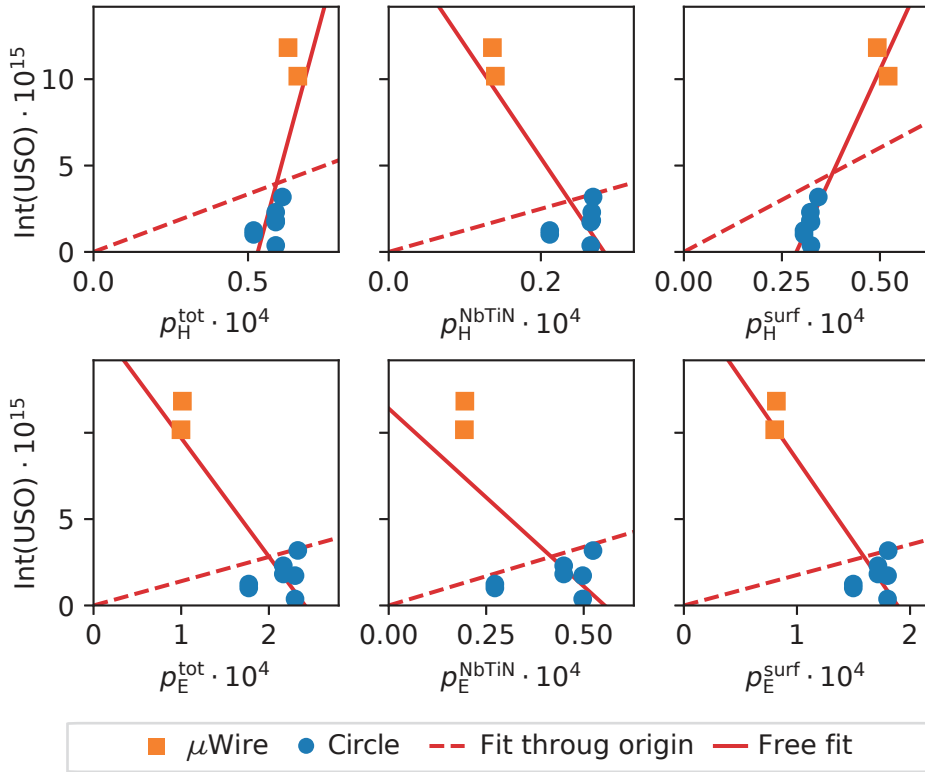 10
5
0
Int(USO) · 10^15
0.0 0.5
p_H^tot · 10^4
0.0 0.2
p_H^NbTiN · 10^4
0.00 0.25 0.50
p_H^surf · 10^4
10
5
0
Int(USO) · 10^15
0 1 2
p_E^tot · 10^4
0.00 0.25 0.50
p_E^NbTiN · 10^4
0 1 2
p_E^surf · 10^4
μWire Circle Fit throug origin Free fit